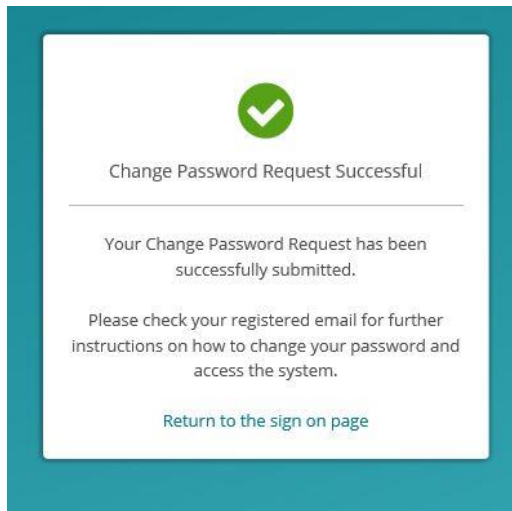 Change Password Request Successful
Your Change Password Request has been
successfully submitted.
Please check your registered email for further
instructions on how to change your password and
access the system.
Return to the sign on page